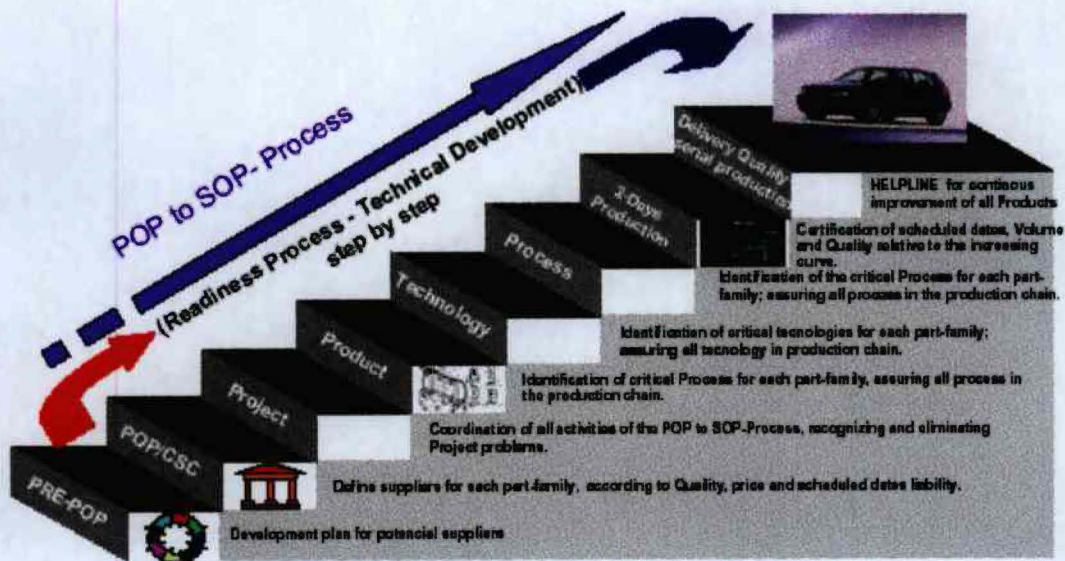 POP to SOP- Process
(Readiness Process - Technical Development)
step by step
Delivery Quality
serial production
2-Days
Production
Process
Technology
Product
Project
POP/CSC
PRE-POP
HELPLINE for continous
improvement of all Products
Certification of scheduled dates, Volume
and Quality relative to the increasing
curve.
Identification of the critical Process for each part-
family; assuring all process in the production chain.
Identification of critical tecnologies for each part-family;
assuring all tecnology in production chain.
Identification of critical Process for each part-family, assuring all process in
the production chain.
Coordination of all activities of the POP to SOP-Process, recognizing and eliminating
Project problems.
Define suppliers for each part-family, according to Quality, price and scheduled dates liability.
Development plan for potencial suppliers